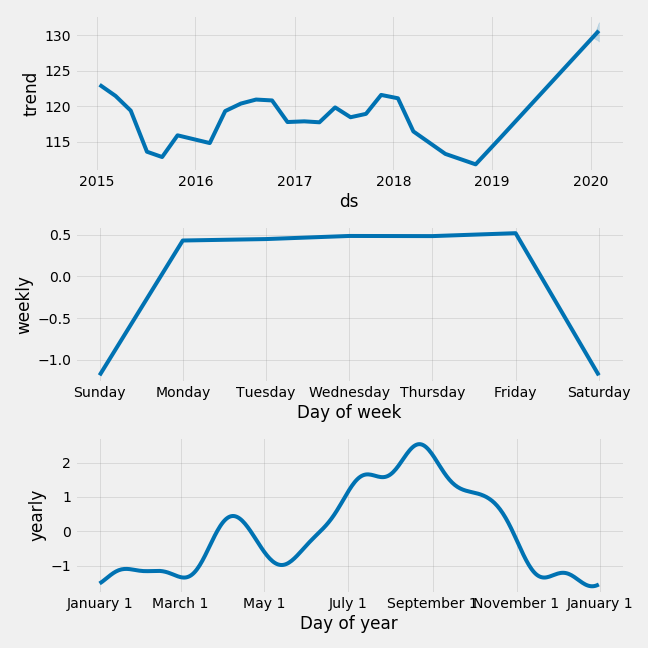 trend
130
125
120
115
2015 2016 2017 2018 2019 2020
ds
weekly
0.5
0.0
−0.5
−1.0
Sunday Monday Tuesday Wednesday Thursday Friday Saturday
Day of week
yearly
2
1
0
−1
January 1 March 1 May 1 July 1 September 1 November 1 January 1
Day of year